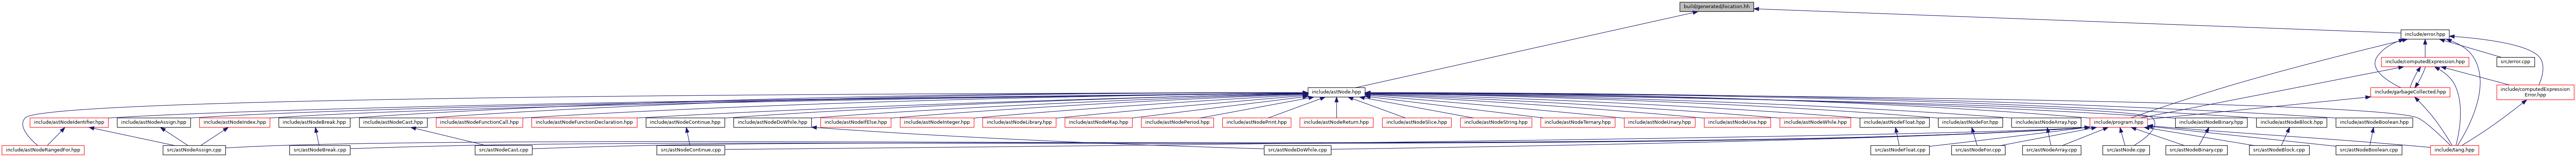 build/generated/location.hh
include/error.hpp
include/computedExpression.hpp
src/error.cpp
include/astNode.hpp
include/garbageCollected.hpp
include/computedExpression
Error.hpp
include/astNodeIdentifier.hpp
include/astNodeAssign.hpp
include/astNodeIndex.hpp
include/astNodeBreak.hpp
include/astNodeCast.hpp
include/astNodeFunctionCall.hpp
include/astNodeFunctionDeclaration.hpp
include/astNodeContinue.hpp
include/astNodeDoWhile.hpp
include/astNodeIfElse.hpp
include/astNodeInteger.hpp
include/astNodeLibrary.hpp
include/astNodeMap.hpp
include/astNodePeriod.hpp
include/astNodePrint.hpp
include/astNodeReturn.hpp
include/astNodeSlice.hpp
include/astNodeString.hpp
include/astNodeTernary.hpp
include/astNodeUnary.hpp
include/astNodeUse.hpp
include/astNodeWhile.hpp
include/astNodeFloat.hpp
include/astNodeFor.hpp
include/astNodeArray.hpp
include/program.hpp
include/astNodeBinary.hpp
include/astNodeBlock.hpp
include/astNodeBoolean.hpp
include/astNodeRangedFor.hpp
src/astNodeAssign.cpp
src/astNodeBreak.cpp
src/astNodeCast.cpp
src/astNodeContinue.cpp
src/astNodeDoWhile.cpp
src/astNodeFloat.cpp
src/astNodeFor.cpp
src/astNodeArray.cpp
src/astNode.cpp
src/astNodeBinary.cpp
src/astNodeBlock.cpp
src/astNodeBoolean.cpp
include/tang.hpp